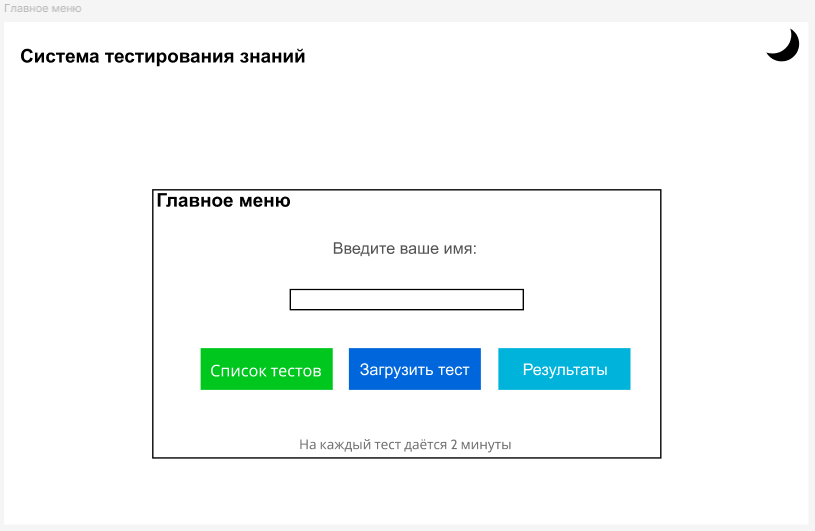 Главное меню
Система тестирования знаний
Главное меню
Введите ваше имя:
Список тестов
Загрузить тест
Результаты
На каждый тест даётся 2 минуты